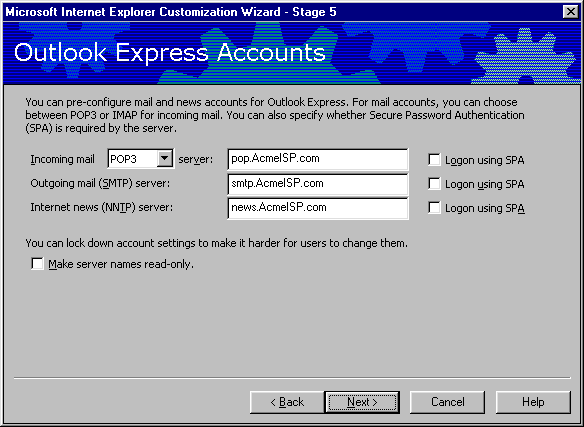 Microsoft Internet Explorer Customization Wizard - Stage 5
Outlook Express Accounts
You can pre-configure mail and news accounts for Outlook Express. For mail accounts, you can choose
between POP3 or IMAP for incoming mail. You can also specify whether Secure Password Authentication
(SPA) is required by the server.
Incoming mail POP3 server: pop.AcmeISP.com Logon using SPA
Outgoing mail (SMTP) server: smtp.AcmeISP.com Logon using SPA
Internet news (NNTP) server: news.AcmeISP.com Logon using SPA
You can lock down account settings to make it harder for users to change them.
Make server names read-only.
< Back Next > Cancel Help